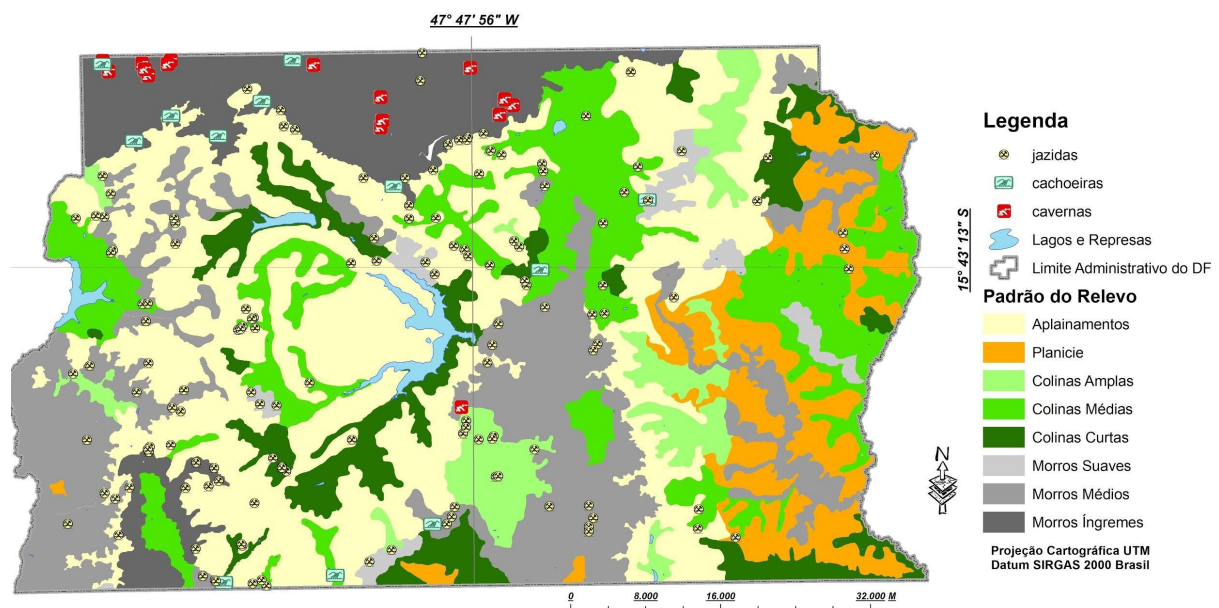 47° 47' 56" W
15° 43' 13" S
Legenda
jazidas
cachoeiras
cavernas
Lagos e Represas
Limite Administrativo do DF
Padrão do Relevo
Aplainamentos
Planicie
Colinas Amplas
Colinas Médias
Colinas Curtas
Morros Suaves
Morros Médios
Morros Íngremes
N
Projeção Cartográfica UTM
Datum SIRGAS 2000 Brasil
0 8.000 16.000 32.000 M